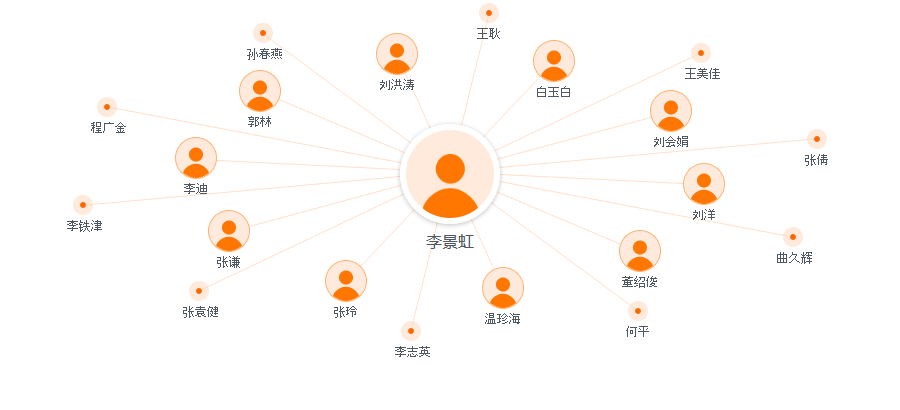 王耿
孙春燕
王美佳
刘洪涛
白玉白
郭林
程广金
刘会娟
张倩
李迪
刘洋
李铁津
李景虹
曲久辉
张谦
董绍俊
张袁健
张玲
温珍海
何平
李志英